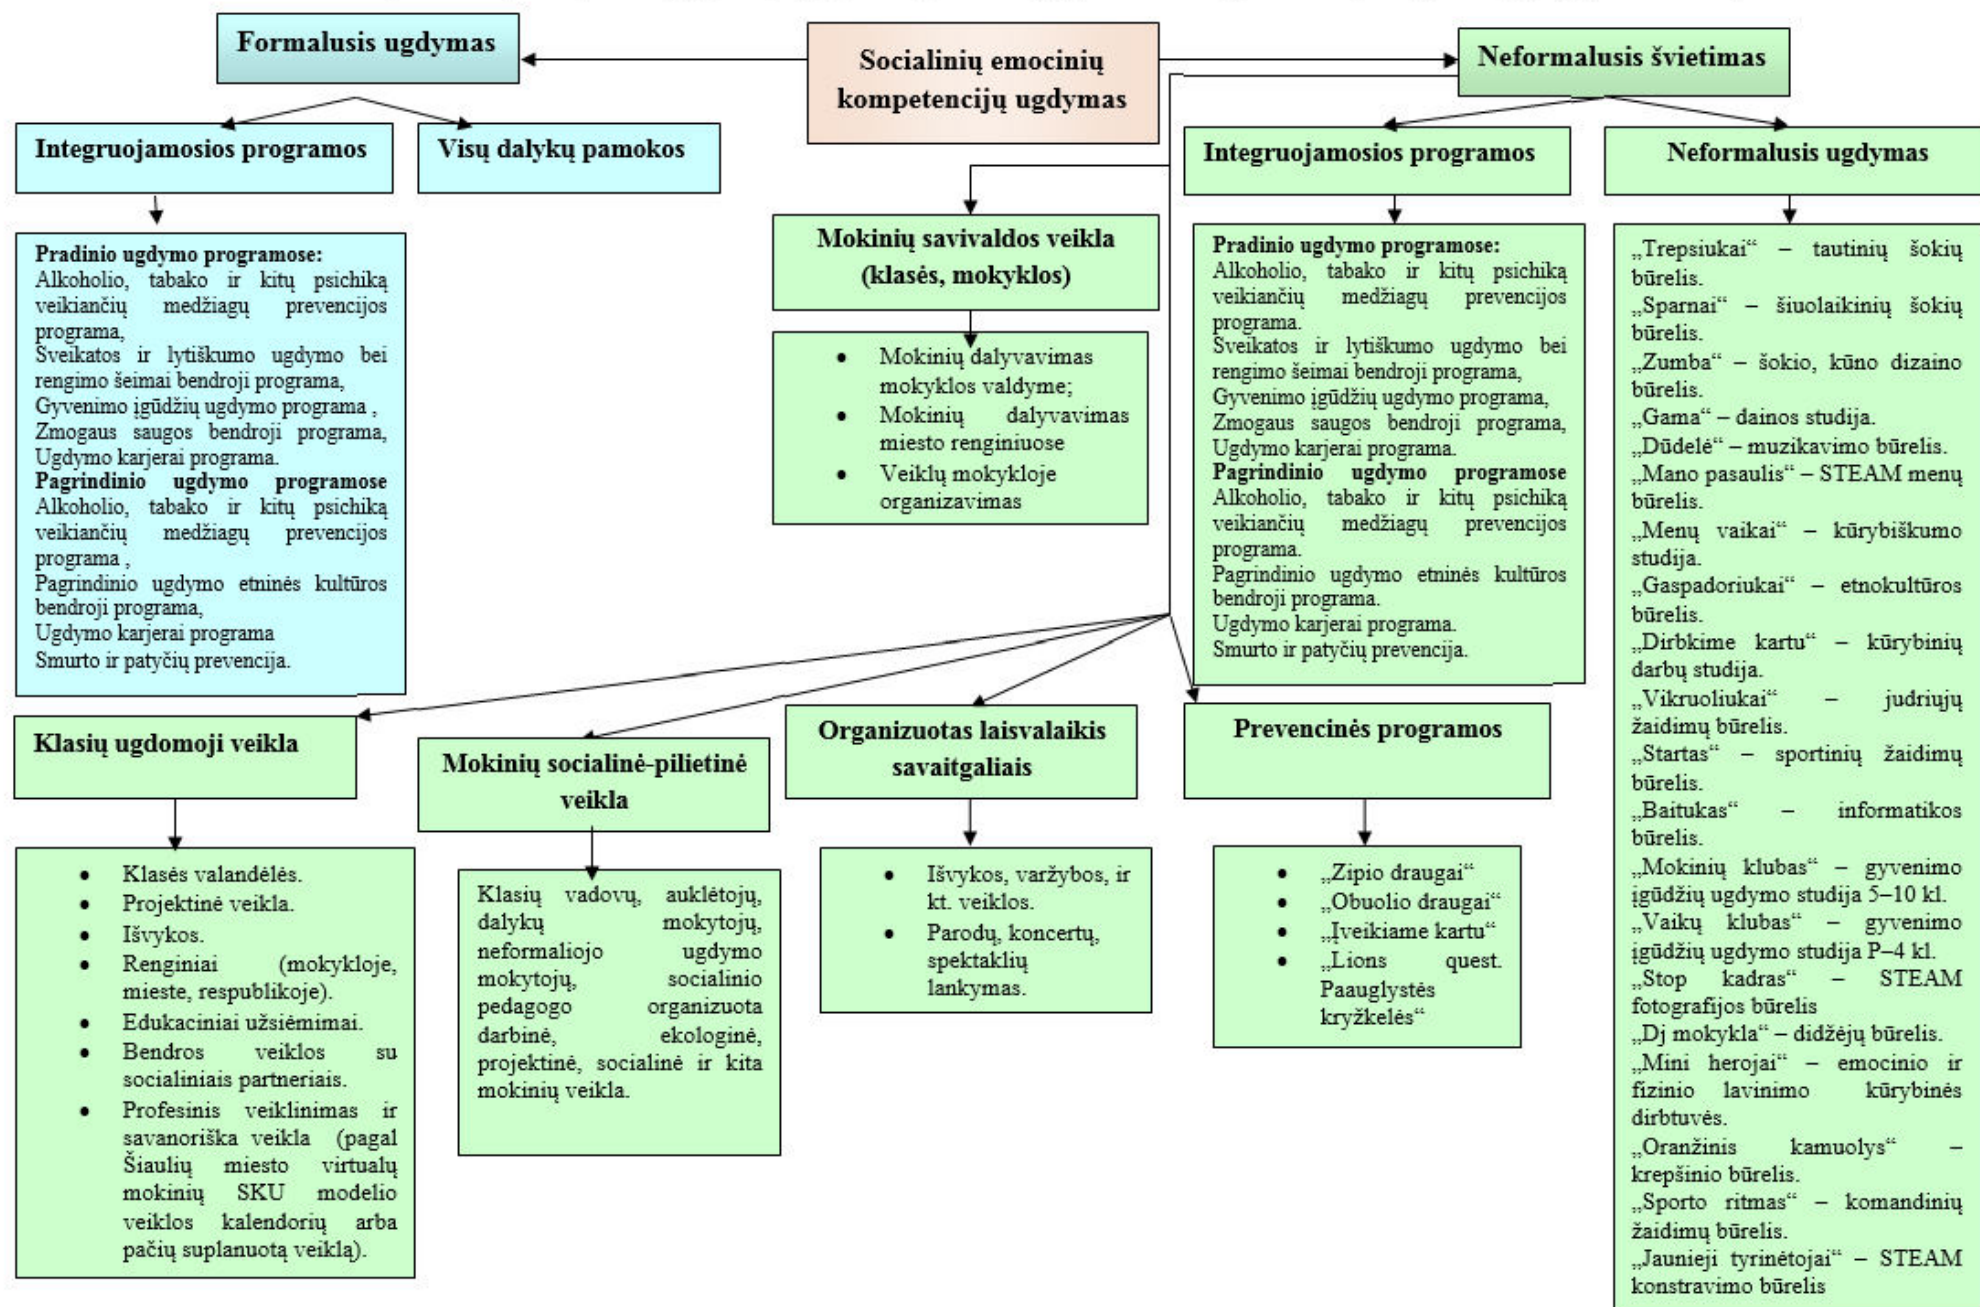 Formalusis ugdymas
Socialinių emocinių
kompetencijų ugdymas
Neformalusis švietimas
Integruojamosios programos
Visų dalykų pamokos
Integruojamosios programos
Neformalusis ugdymas
Pradinio ugdymo programose:
Alkoholio, tabako ir kitų psichiką
veikiančių medžiagų prevencijos
programa,
Sveikatos ir lytiškumo ugdymo bei
rengimo šeimai bendroji programa,
Gyvenimo įgūdžių ugdymo programa ,
Zmogaus saugos bendroji programa,
Ugdymo karjerai programa.
Pagrindinio ugdymo programose
Alkoholio, tabako ir kitų psichiką
veikiančių medžiagų prevencijos
programa ,
Pagrindinio ugdymo etninės kultūros
bendroji programa,
Ugdymo karjerai programa
Smurto ir patyčių prevencija.
Mokinių savivaldos veikla
(klasės, mokyklos)
• Mokinių dalyvavimas
mokyklos valdyme;
• Mokinių dalyvavimas
miesto renginiuose
• Veiklų mokykloje
organizavimas
Pradinio ugdymo programose:
Alkoholio, tabako ir kitų psichiką
veikiančių medžiagų prevencijos
programa.
Sveikatos ir lytiškumo ugdymo bei
rengimo šeimai bendroji programa,
Gyvenimo įgūdžių ugdymo programa,
Zmogaus saugos bendroji programa,
Ugdymo karjerai programa.
Pagrindinio ugdymo programose
Alkoholio, tabako ir kitų psichiką
veikiančių medžiagų prevencijos
programa.
Pagrindinio ugdymo etninės kultūros
bendroji programa.
Ugdymo karjerai programa.
Smurto ir patyčių prevencija.
„Trepsiukai“ – tautinių šokių
būrelis.
„Sparnai“ – šiuolaikinių šokių
būrelis.
„Zumba“ – šokio, kūno dizaino
būrelis.
„Gama“ – dainos studija.
„Dūdelė“ – muzikavimo būrelis.
„Mano pasaulis“ – STEAM menų
būrelis.
„Menų vaikai“ – kūrybiškumo
studija.
„Gaspadoriukai“ – etnokultūros
būrelis.
„Dirbkime kartu“ – kūrybinių
darbų studija.
„Vikruoliukai“ – judriųjų
žaidimų būrelis.
„Startas“ – sportinių žaidimų
būrelis.
„Baitukas“ – informatikos
būrelis.
„Mokinių klubas“ – gyvenimo
įgūdžių ugdymo studija 5–10 kl.
„Vaikų klubas“ – gyvenimo
įgūdžių ugdymo studija P–4 kl.
„Stop kadras“ – STEAM
fotografijos būrelis
„Dj mokykla“ – didžėjų būrelis.
„Mini herojai“ – emocinio ir
fizinio lavinimo kūrybinės
dirbtuvės.
„Oranžinis kamuolys“ –
krepšinio būrelis.
„Sporto ritmas“ – komandinių
žaidimų būrelis.
„Jaunieji tyrinėtojai“ – STEAM
konstravimo būrelis
Klasių ugdomoji veikla
Mokinių socialinė-pilietinė
veikla
Organizuotas laisvalaikis
savaitgaliais
Prevencinės programos
• Klasės valandėlės.
• Projektinė veikla.
• Išvykos.
• Renginiai (mokykloje,
mieste, respublikoje).
• Edukaciniai užsiėmimai.
• Bendros veiklos su
socialiniais partneriais.
• Profesinis veiklinimas ir
savanoriška veikla (pagal
Šiaulių miesto virtualų
mokinių SKU modelio
veiklos kalendorių arba
pačių suplanuotą veiklą).
Klasių vadovų, auklėtojų,
dalykų mokytojų,
neformaliojo ugdymo
mokytojų, socialinio
pedagogo organizuota
darbinė, ekologinė,
projektinė, socialinė ir kita
mokinių veikla.
• Išvykos, varžybos, ir
kt. veiklos.
• Parodų, koncertų,
spektaklių
lankymas.
• „Zipio draugai“
• „Obuolio draugai“
• „Įveikiame kartu“
• „Lions quest.
Paauglystės
kryžkelės“